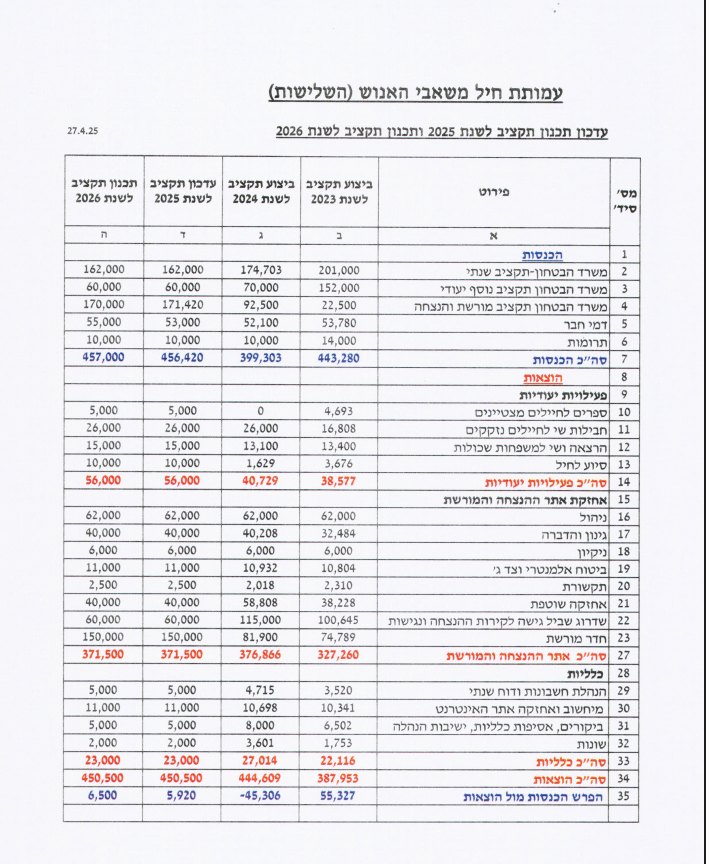 עמותת חיל משאבי האנוש (השלישות)
עדכון תכנון תקציב לשנת 2025 ותכנון תקציב לשנת 2026
27.4.25
מס' סיד' פירוט ביצוע תקציב לשנת 2023 ביצוע תקציב לשנת 2024 עדכון תקציב לשנת 2025 תכנון תקציב לשנת 2026
א ב ג ד ה
1 הכנסות
2 משרד הבטחון-תקציב שנתי 201,000 174,703 162,000 162,000
3 משרד הבטחון תקציב נוסף יעודי 152,000 70,000 60,000 60,000
4 משרד הבטחון תקציב מורשת והנצחה 22,500 92,500 171,420 170,000
5 דמי חבר 53,780 52,100 53,000 55,000
6 תרומות 14,000 10,000 10,000 10,000
7 סה"כ הכנסות 443,280 399,303 456,420 457,000
8 הוצאות
9 פעילויות יעודיות
10 ספרים לחיילים מצטיינים 4,693 0 5,000 5,000
11 חבילות שי לחיילים נזקקים 16,808 26,000 26,000 26,000
12 הרצאה ושי למשפחות שכולות 13,400 13,100 15,000 15,000
13 סיוע לחיל 3,676 1,629 10,000 10,000
14 סה"כ פעילויות יעודיות 38,577 40,729 56,000 56,000
15 אחזקת אתר ההנצחה והמורשת
16 ניהול 62,000 62,000 62,000 62,000
17 גינון והדברה 32,484 40,208 40,000 40,000
18 ניקיון 6,000 6,000 6,000 6,000
19 ביטוח אלמנטרי וצד ג' 10,804 10,932 11,000 11,000
20 תקשורת 2,310 2,018 2,500 2,500
21 אחזקה שוטפת 38,228 58,808 40,000 40,000
22 שדרוג שביל גישה לקירות ההנצחה ונגישות 100,645 115,000 60,000 60,000
23 חדר מורשת 74,789 81,900 150,000 150,000
27 סה"כ אתר ההנצחה והמורשת 327,260 376,866 371,500 371,500
28 כלליות
29 הנהלת חשבונות ודוח שנתי 3,520 4,715 5,000 5,000
30 מיחשוב ואחזקת אתר האינטרנט 10,341 10,698 11,000 11,000
31 ביקורים, אסיפות כלליות, ישיבות הנהלה 6,502 8,000 5,000 5,000
32 שונות 1,753 3,601 2,000 2,000
33 סה"כ כלליות 22,116 27,014 23,000 23,000
34 סה"כ הוצאות 387,953 444,609 450,500 450,500
35 הפרש הכנסות מול הוצאות 55,327 -45,306 5,920 6,500